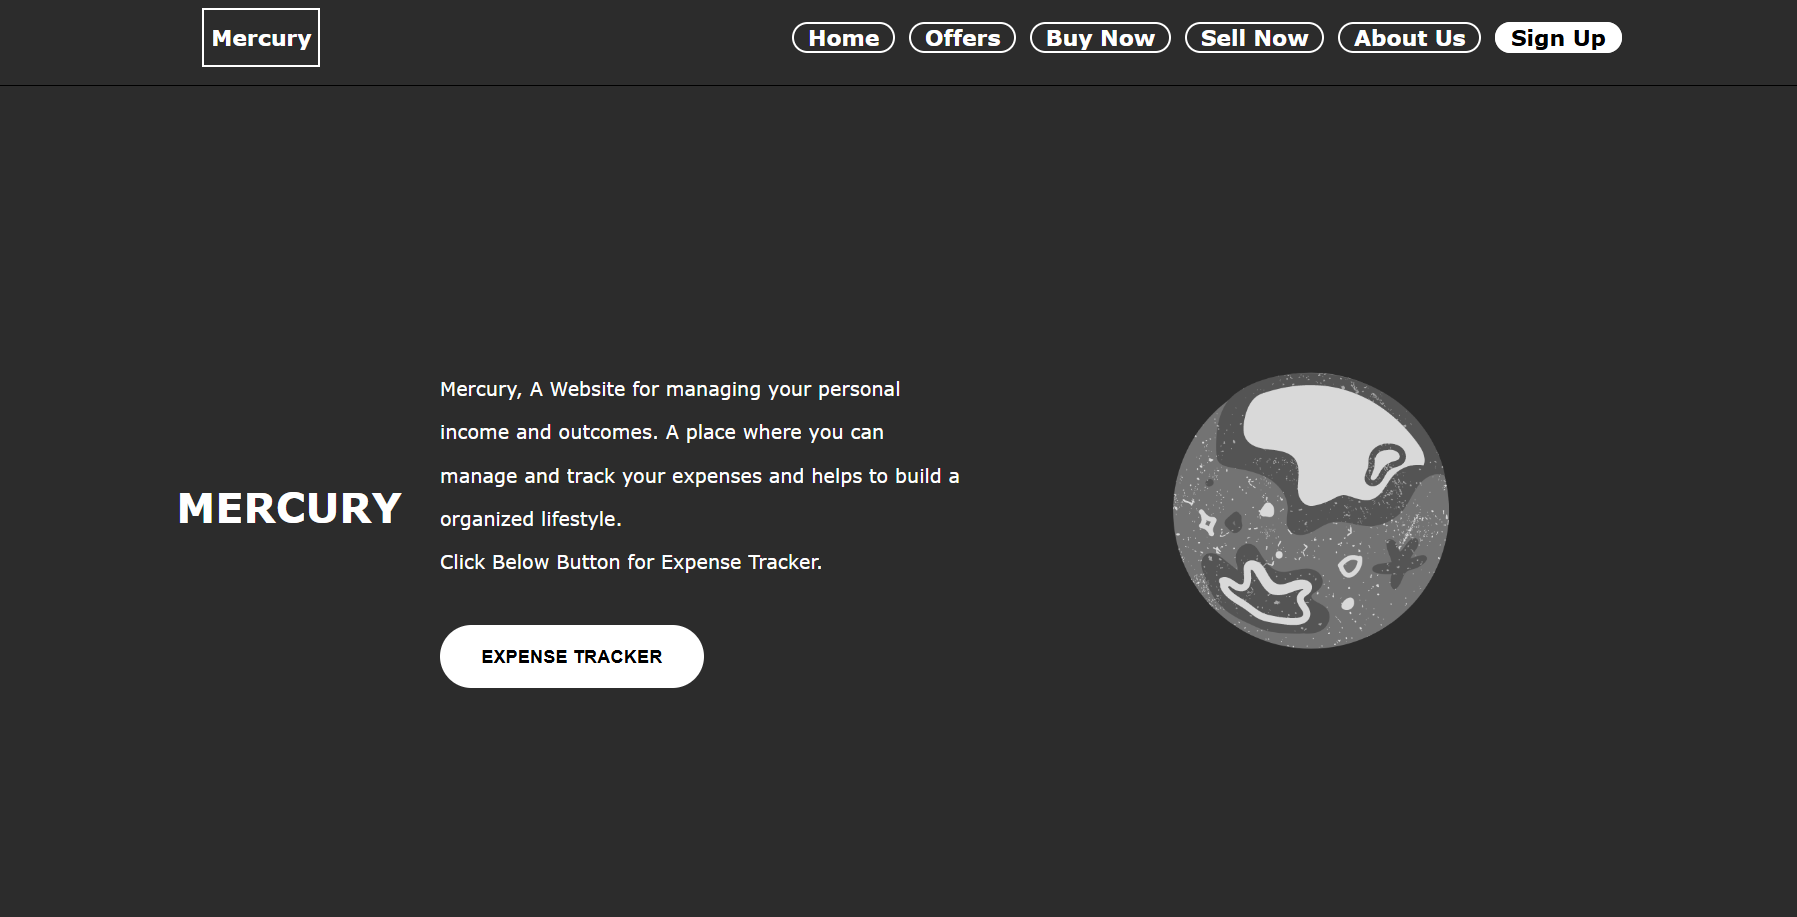 Mercury
Home Offers Buy Now Sell Now About Us Sign Up
MERCURY
Mercury, A Website for managing your personal
income and outcomes. A place where you can
manage and track your expenses and helps to build a
organized lifestyle.
Click Below Button for Expense Tracker.
EXPENSE TRACKER